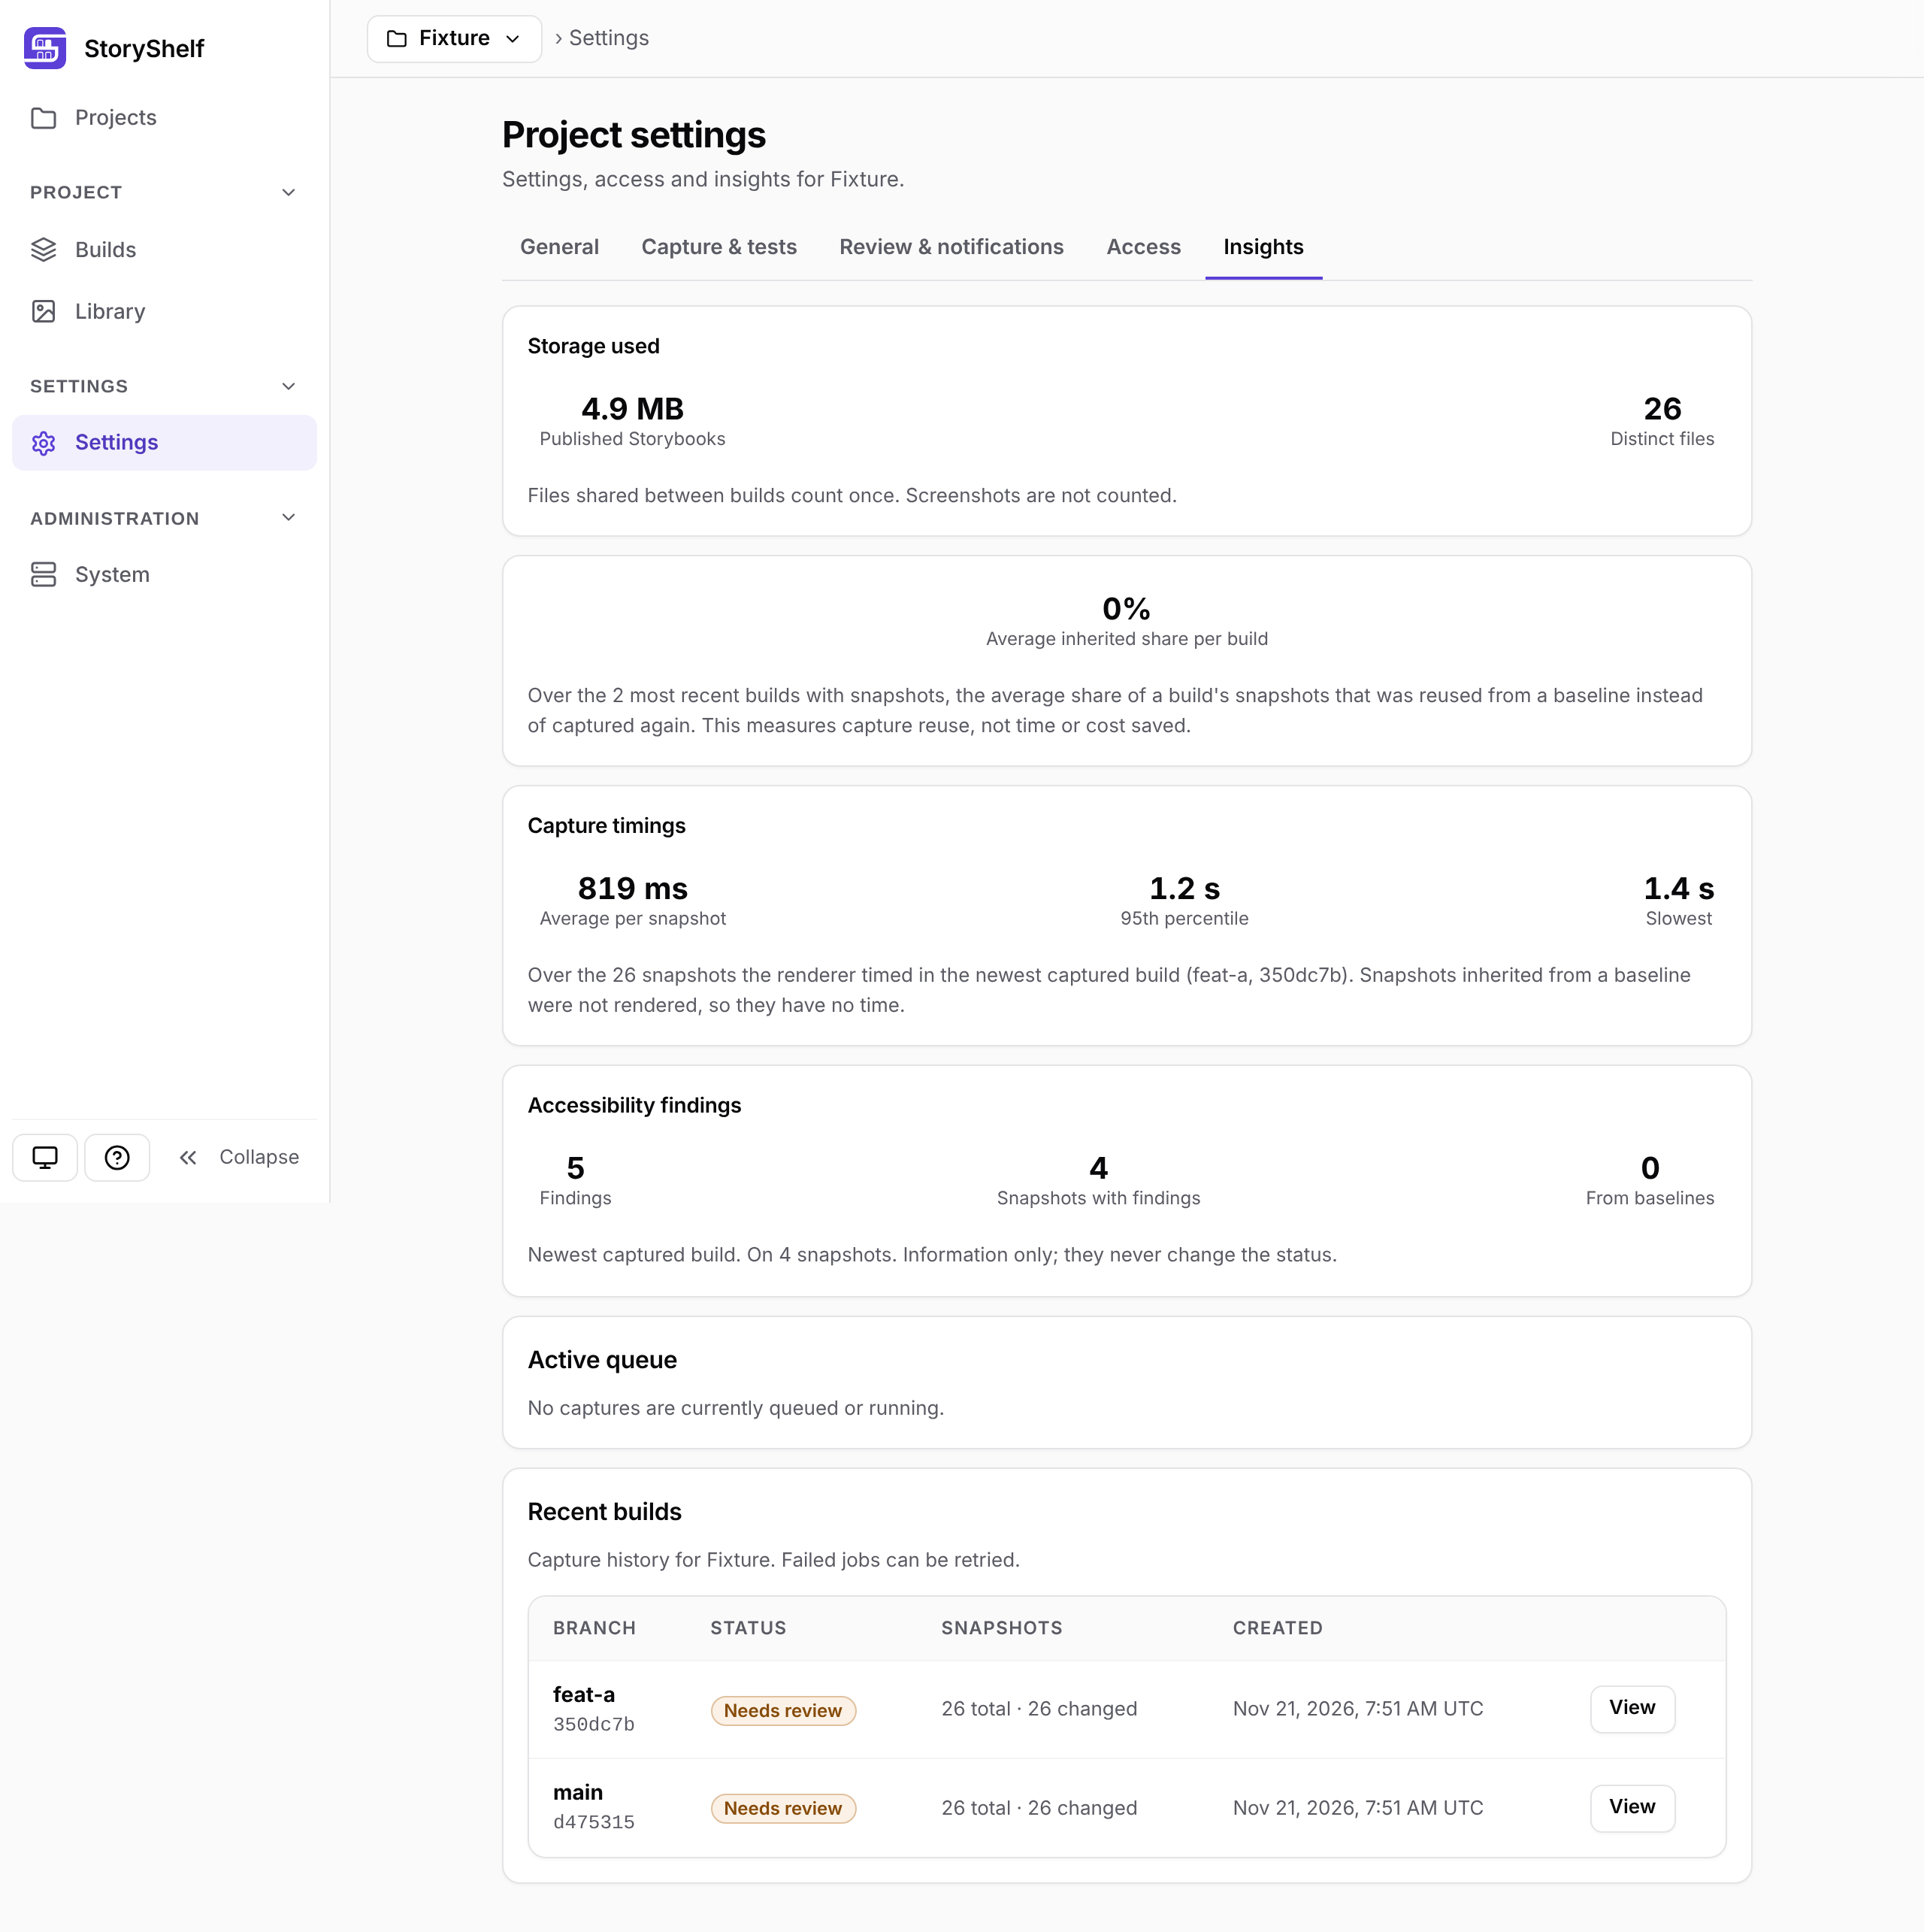 StoryShelf
Projects
PROJECT
Builds
Library
SETTINGS
Settings
ADMINISTRATION
System
Collapse
Fixture
› Settings
Project settings
Settings, access and insights for Fixture.
General
Capture & tests
Review & notifications
Access
Insights
Storage used
4.9 MB
Published Storybooks
26
Distinct files
Files shared between builds count once. Screenshots are not counted.
0%
Average inherited share per build
Over the 2 most recent builds with snapshots, the average share of a build's snapshots that was reused from a baseline instead
of captured again. This measures capture reuse, not time or cost saved.
Capture timings
819 ms
Average per snapshot
1.2 s
95th percentile
1.4 s
Slowest
Over the 26 snapshots the renderer timed in the newest captured build (feat-a, 350dc7b). Snapshots inherited from a baseline
were not rendered, so they have no time.
Accessibility findings
5
Findings
4
Snapshots with findings
0
From baselines
Newest captured build. On 4 snapshots. Information only; they never change the status.
Active queue
No captures are currently queued or running.
Recent builds
Capture history for Fixture. Failed jobs can be retried.
BRANCH STATUS SNAPSHOTS CREATED
feat-a
350dc7b
Needs review
26 total · 26 changed
Nov 21, 2026, 7:51 AM UTC
View
main
d475315
Needs review
26 total · 26 changed
Nov 21, 2026, 7:51 AM UTC
View